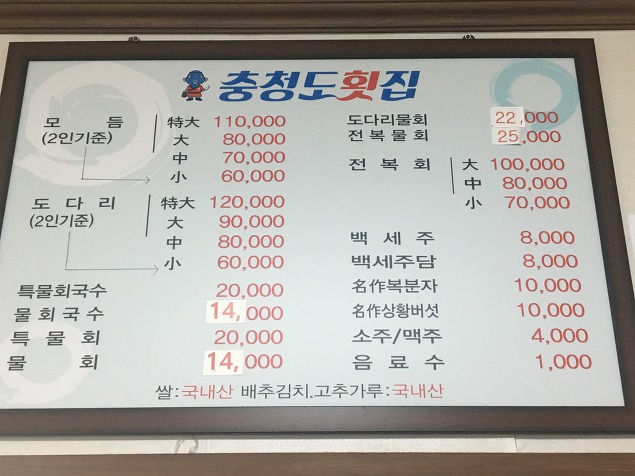 충청도횟집
모듬 特大 110,000
(2인기준) 大 80,000
中 70,000
小 60,000
도다리 特大 120,000
(2인기준) 大 90,000
中 80,000
小 60,000
특물회국수 20,000
물회국수 14,000
특물회 20,000
물회 14,000
도다리물회 22,000
전복물회 25,000
전복회 大 100,000
中 80,000
小 70,000
백세주 8,000
백세주담 8,000
名作복분자 10,000
名作상황버섯 10,000
소주/맥주 4,000
음료수 1,000
쌀:국내산 배추김치.고추가루:국내산